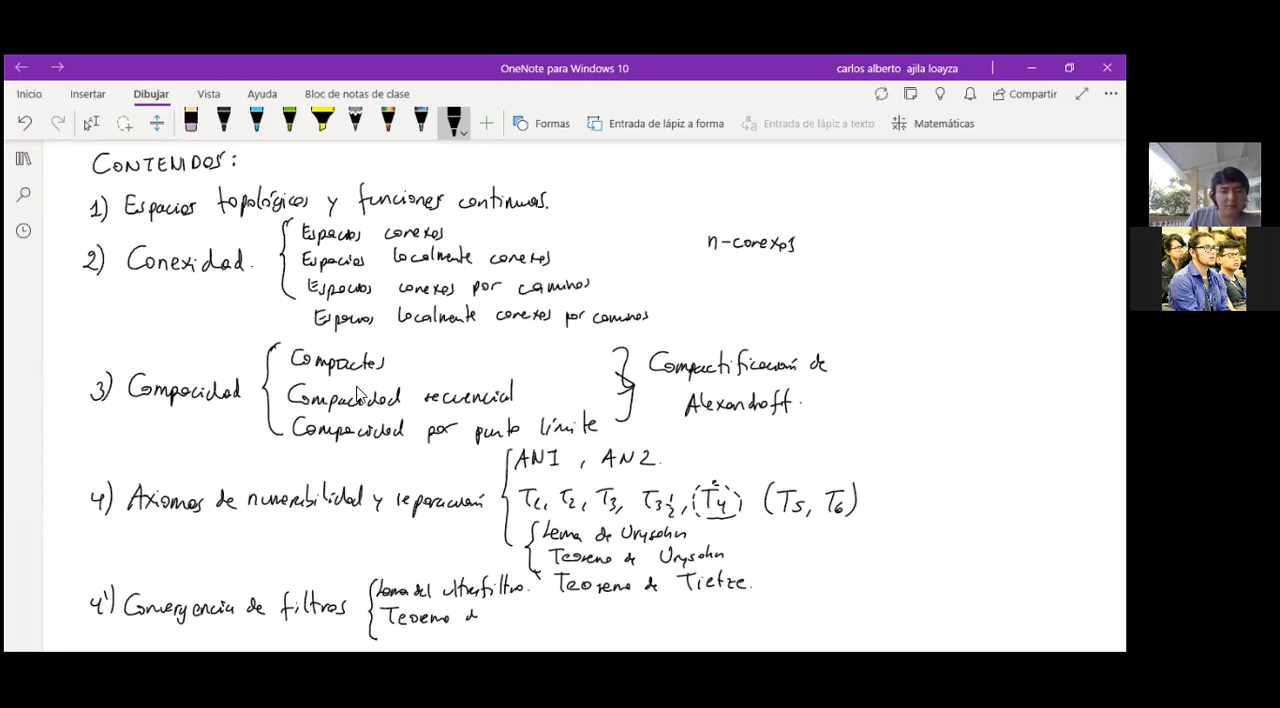 OneNote para Windows 10
carlos alberto ajila loayza
Inicio
Insertar
Dibujar
Vista
Ayuda
Bloc de notas de clase
Compartir
Formas
Entrada de lápiz a forma
Entrada de lápiz a texto
Matemáticas
CONTENIDOS:
1) Espacios topológicos y funciones continuas.
2) Conexidad.
Espacios conexos
Espacios localmente conexos
Espacios conexos por caminos
Espacios localmente conexos por caminos
n-conexos
3) Compacidad
Compactos
Compacidad secuencial
Compacidad por punto límite
Compactificación de
Alexandroff.
4) Axiomas de numerabilidad y separación
AN1, AN2.
T1, T2, T3, T3½, T4 (T5, T6)
Lema de Urysohn
Teorema de Urysohn
Teorema de Tietze.
4') Convergencia de filtros
Lema del ultrafiltro.
Teorema d